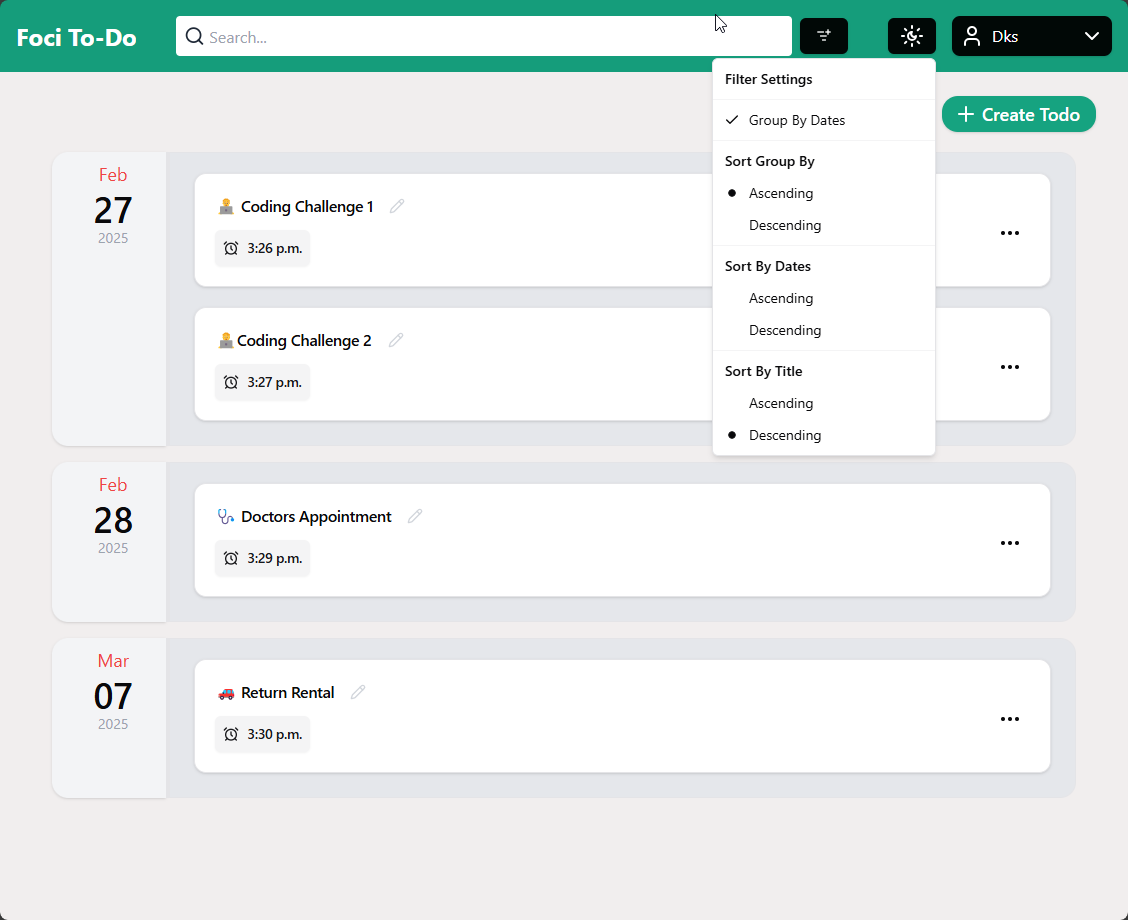 Foci To-Do
Search...
Dks
Filter Settings
Group By Dates
Sort Group By
Ascending
Descending
Sort By Dates
Ascending
Descending
Sort By Title
Ascending
Descending
Create Todo
Feb
27
2025
Coding Challenge 1
3:26 p.m.
Coding Challenge 2
3:27 p.m.
Feb
28
2025
Doctors Appointment
3:29 p.m.
Mar
07
2025
Return Rental
3:30 p.m.